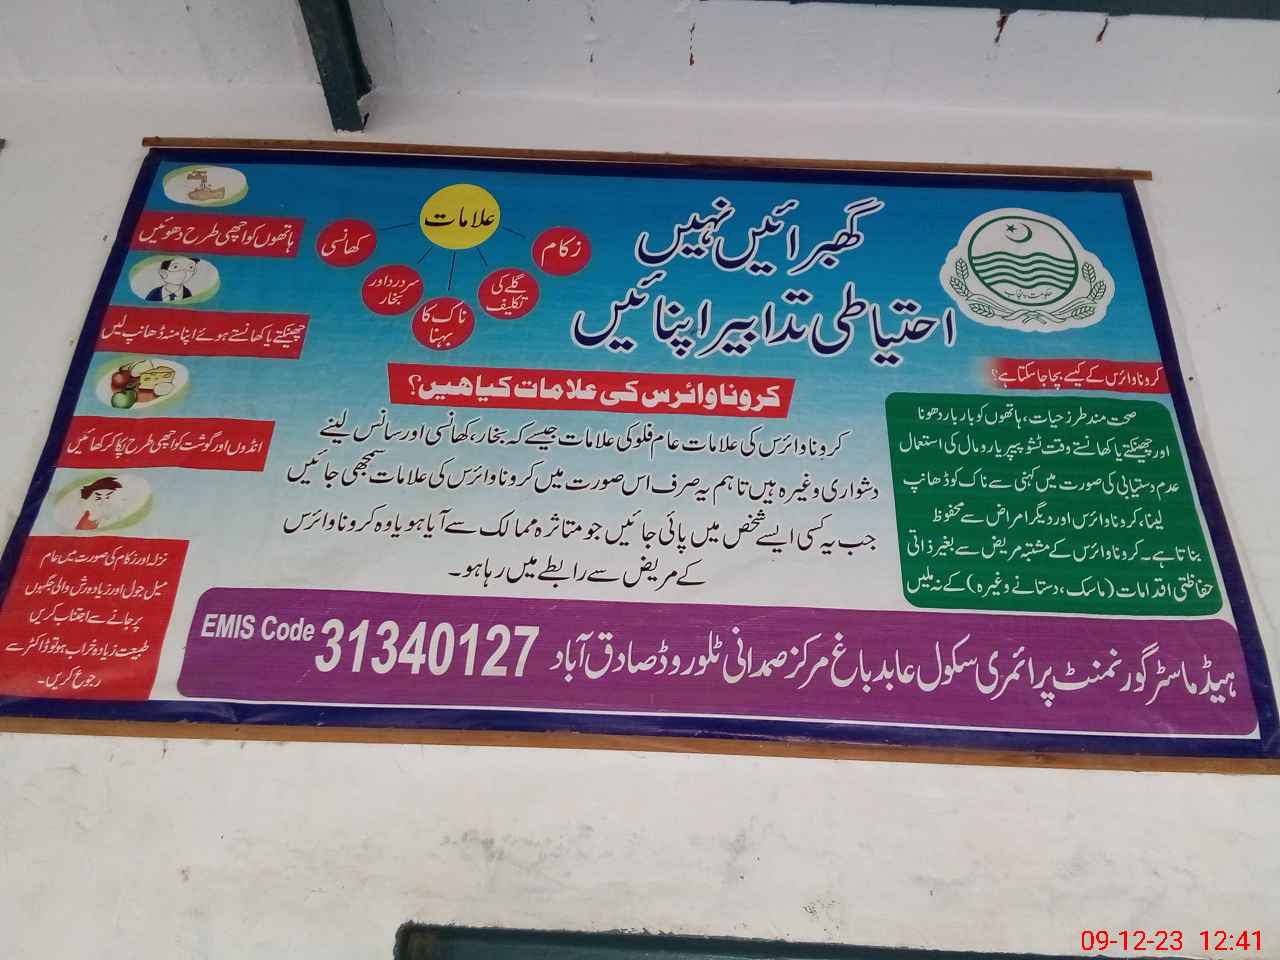 گھبرائیں نہیں
احتیاطی تدابیر اپنائیں
حکومت پنجاب
علامات
زکام
گلے کی
تکلیف
ناک کا
بہنا
سردرد اور
بخار
کھانسی
کرونا وائرس کے کیسے بچا جا سکتا ہے؟
صحت مند طرز حیات، ہاتھوں کو بار بار دھونا
اور چھینکتے یا کھانستے وقت ٹشو پیپر یا رومال کی استعمال
عدم دستیابی کی صورت میں کہنی سے ناک کو ڈھانپ
لینا، کرونا وائرس اور دیگر امراض سے محفوظ
بناتا ہے۔ کرونا وائرس کے مشتبہ مریض سے بغیر ذاتی
حفاظتی اقدامات (ماسک، دستانے وغیرہ) کے نہ ملیں
کرونا وائرس کی علامات کیا ھیں؟
کرونا وائرس کی علامات عام فلو کی علامات جیسے کہ بخار، کھانسی اور سانس لینے
دشواری وغیرہ ہیں تاہم یہ صرف اس صورت میں کرونا وائرس کی علامات سمجھی جائیں
جب یہ کسی ایسے شخص میں پائی جائیں جو متاثرہ ممالک سے آیا ہو یا وہ کرونا وائرس
کے مریض سے رابطے میں رہا ہو۔
ہاتھوں کو اچھی طرح دھوئیں
چھینکتے یا کھانستے ہوئے اپنا منہ ڈھانپ لیں
انڈوں اور گوشت کو اچھی طرح پکا کر کھائیں
نزلہ اور زکام کی صورت میں عام
میل جول اور زیادہ رش والی جگہوں
پر جانے سے اجتناب کریں
طبیعت زیادہ خراب ہو تو ڈاکٹر سے
رجوع کریں۔
ہیڈ ماسٹر گورنمنٹ پرائمری سکول عابد باغ مرکز صمدانی ٹلو روڈ صادق آباد EMIS Code 31340127
09-12-23 12:41